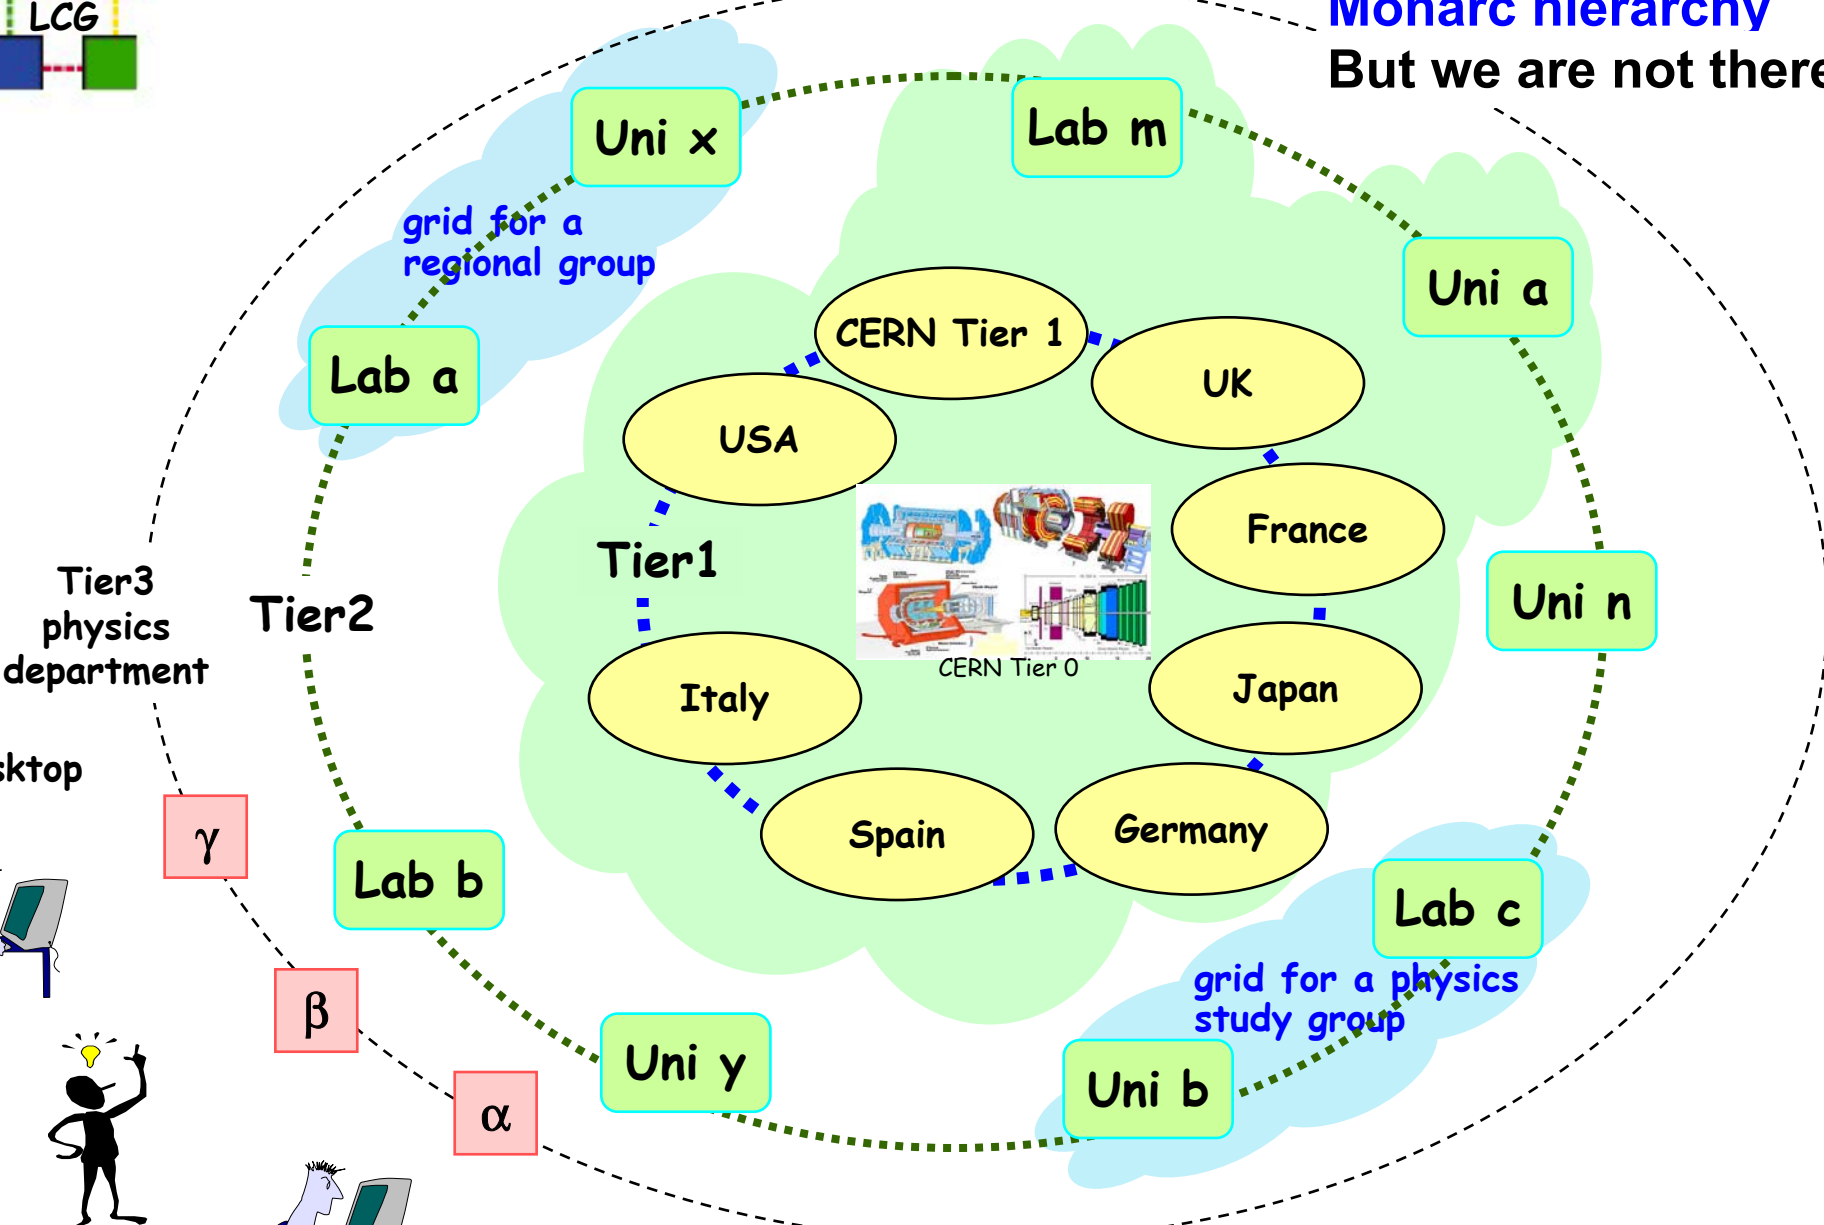 LCG
Monarc hierarchy
But we are not there
Uni x
Lab m
grid for a
regional group
Uni a
CERN Tier 1
Lab a
UK
USA
France
Tier1
Tier3
physics
department
Tier2
Uni n
CERN Tier 0
Italy
Japan
sktop
Spain
Germany
γ
Lab b
Lab c
grid for a physics
study group
β
Uni y
Uni b
α